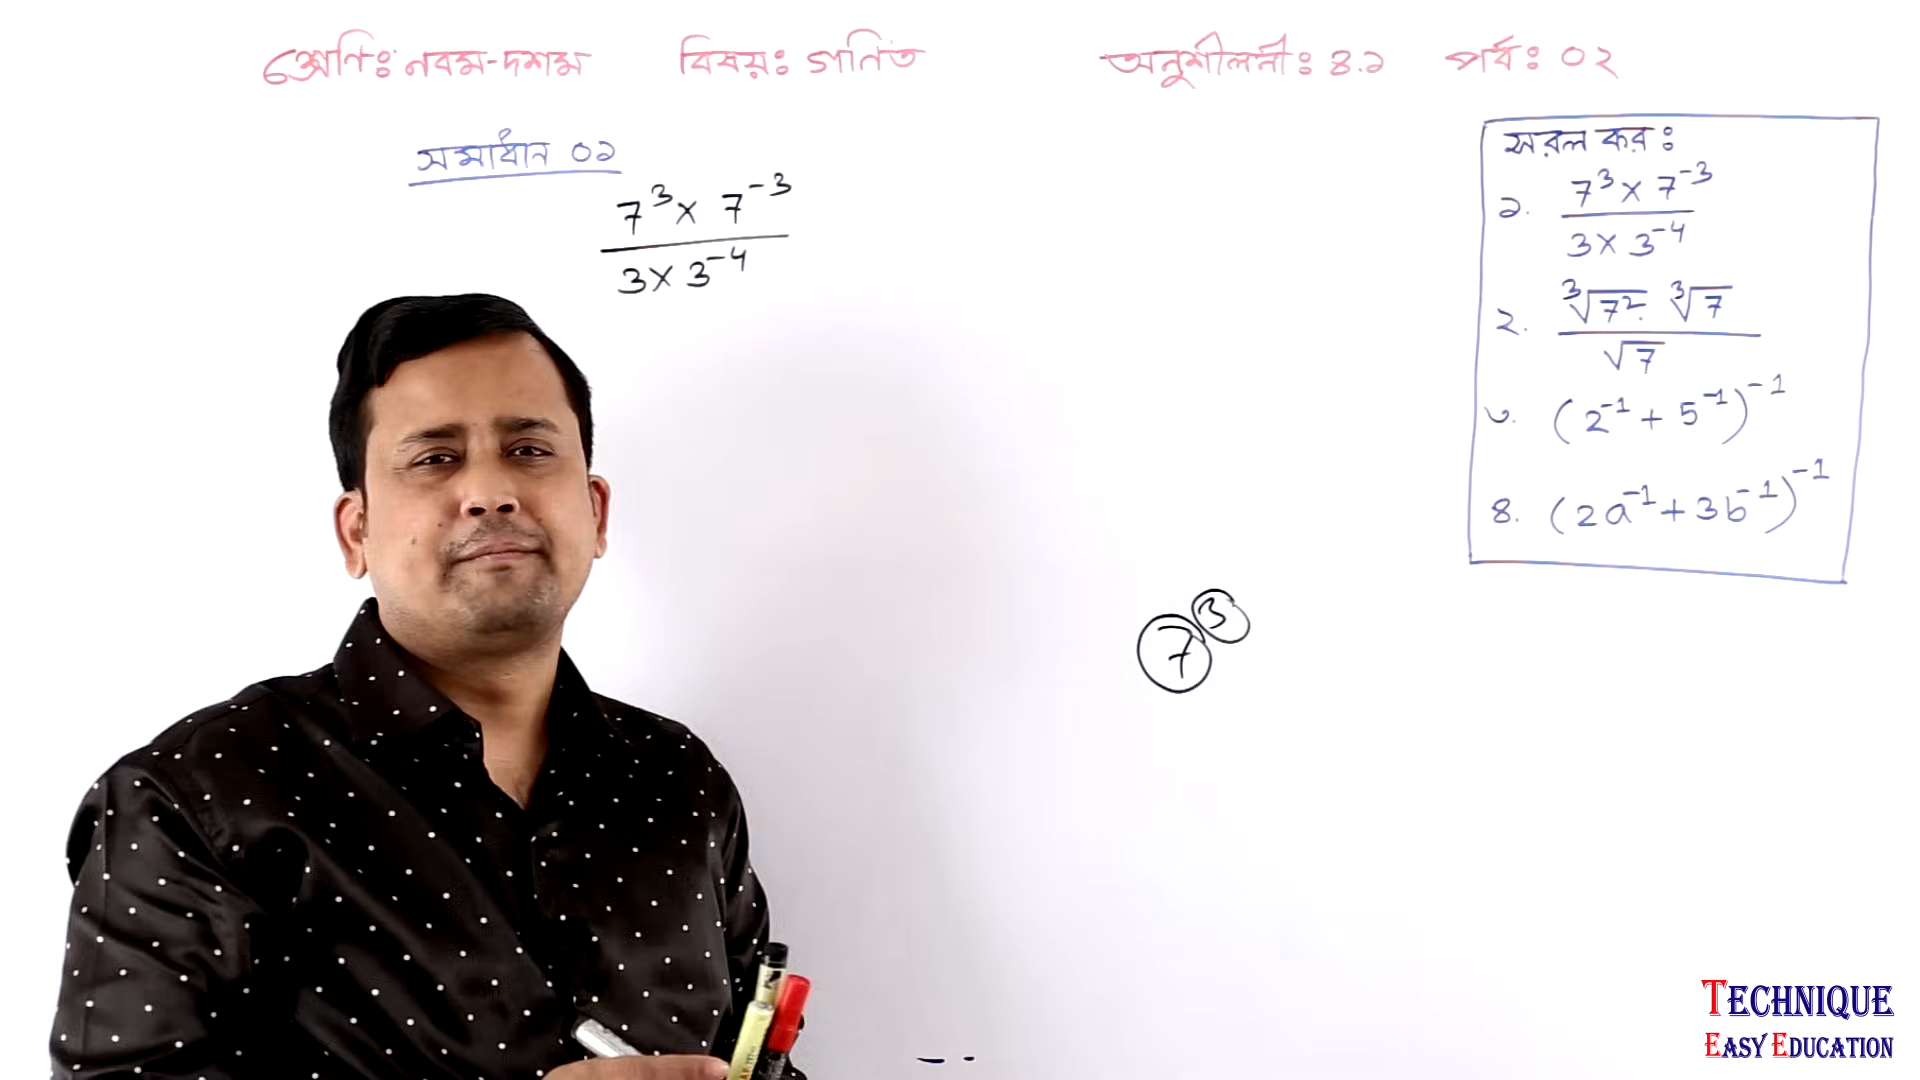 শ্রেণিঃ নবম-দশম বিষয়ঃ গণিত অনুশীলনীঃ ৪.১ পর্বঃ ০২
সমাধান ০১
7³ × 7⁻³
3 × 3⁻⁴
সরল করঃ
১. 7³ × 7⁻³
3 × 3⁻⁴
২. ∛7². ∛7
√7
৩. (2⁻¹ + 5⁻¹)⁻¹
৪. (2a⁻¹ + 3b⁻¹)⁻¹
7³
TECHNIQUE
EASY EDUCATION